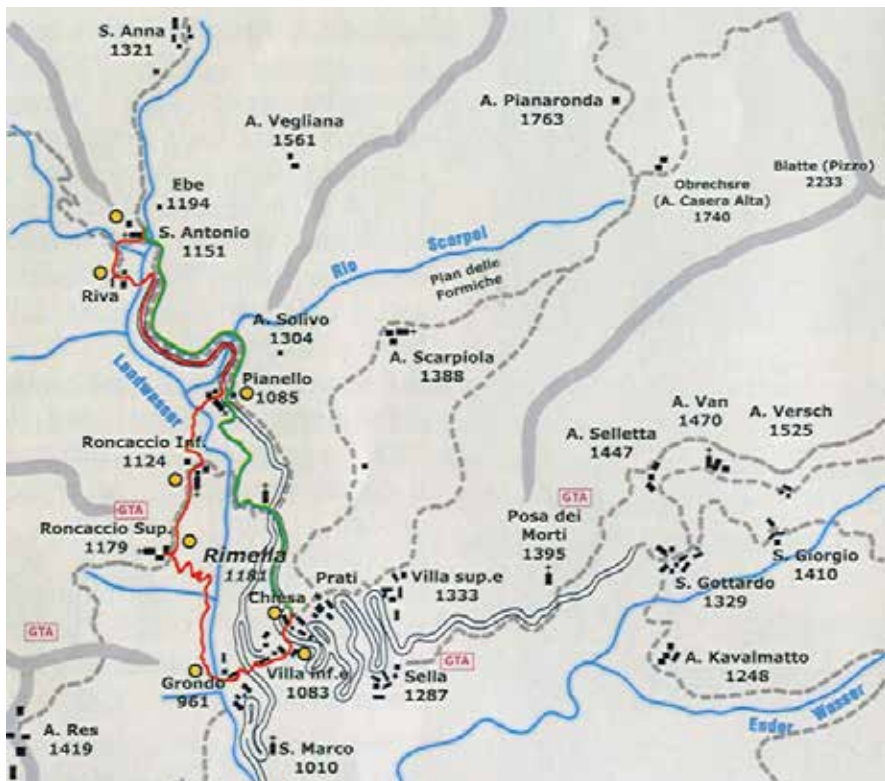 S. Anna
1321
A. Pianaronda
1763
A. Vegliana
1561
Blatte (Pizzo)
2233
Obrechsre
(A. Casera Alta)
1740
Ebe
1194
S. Antonio
1151
Rio Scarpol
Plan delle
Formiche
Riva
A. Solivo
1304
A. Scarpiola
1388
Landwasser
Pianello
1085
A. Van
1470
A. Versch
1525
A. Selletta
1447
Roncaccio Inf.
1124
GTA
GTA
Posa dei
Morti
1395
Roncaccio Sup.
1179
Rimella
1181
S. Giorgio
1410
Prati
Villa sup.e
1333
S. Gottardo
1329
Chiesa
GTA
GTA
Villa inf.e
1083
Sella
1287
A. Kavalmatto
1248
Grondo
961
Ender Wasser
A. Res
1419
S. Marco
1010